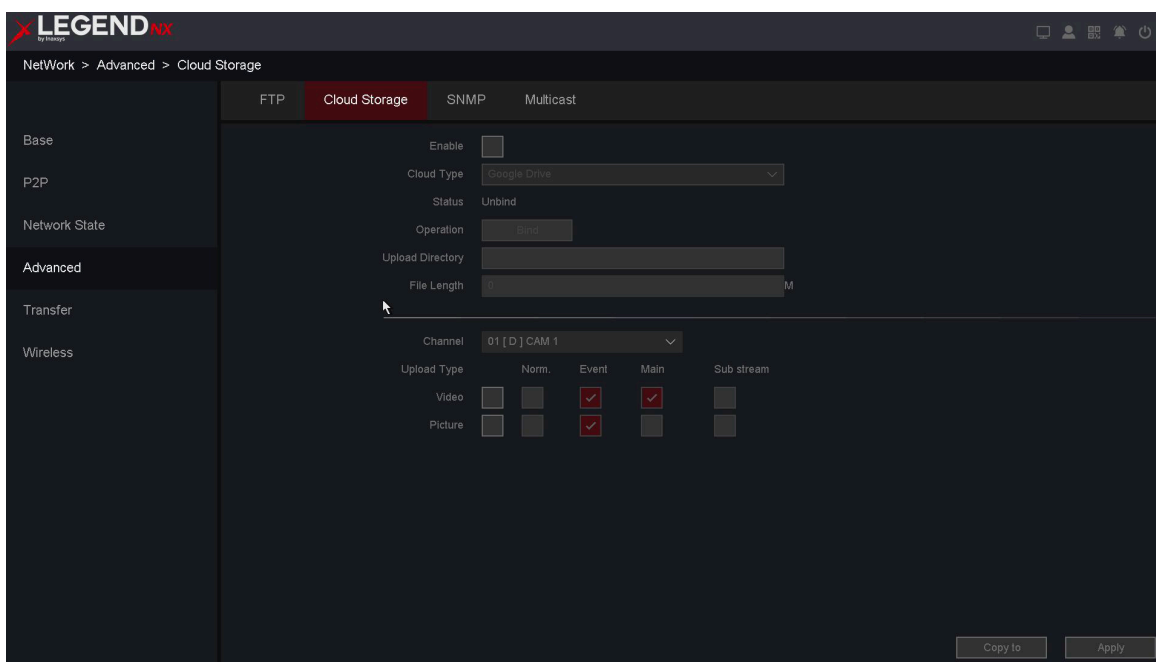 LEGEND NX
by Inaxsys
NetWork > Advanced > Cloud Storage
FTP Cloud Storage SNMP Multicast
Base
P2P
Network State
Advanced
Transfer
Wireless
Enable
Cloud Type Google Drive
Status Unbind
Operation Bind
Upload Directory
File Length 0 M
Channel 01 [ D ] CAM 1
Upload Type Norm. Event Main Sub stream
Video
Picture
Copy to Apply